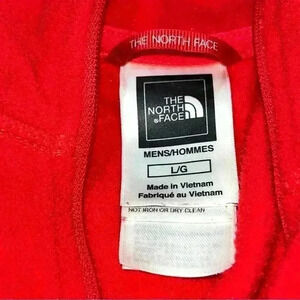 THE NORTH FACE
THE
NORTH
FACE
MENS/HOMMES
L/G
Made in Vietnam
Fabriqué au Vietnam
NOT IRON OR DRY CLEAN